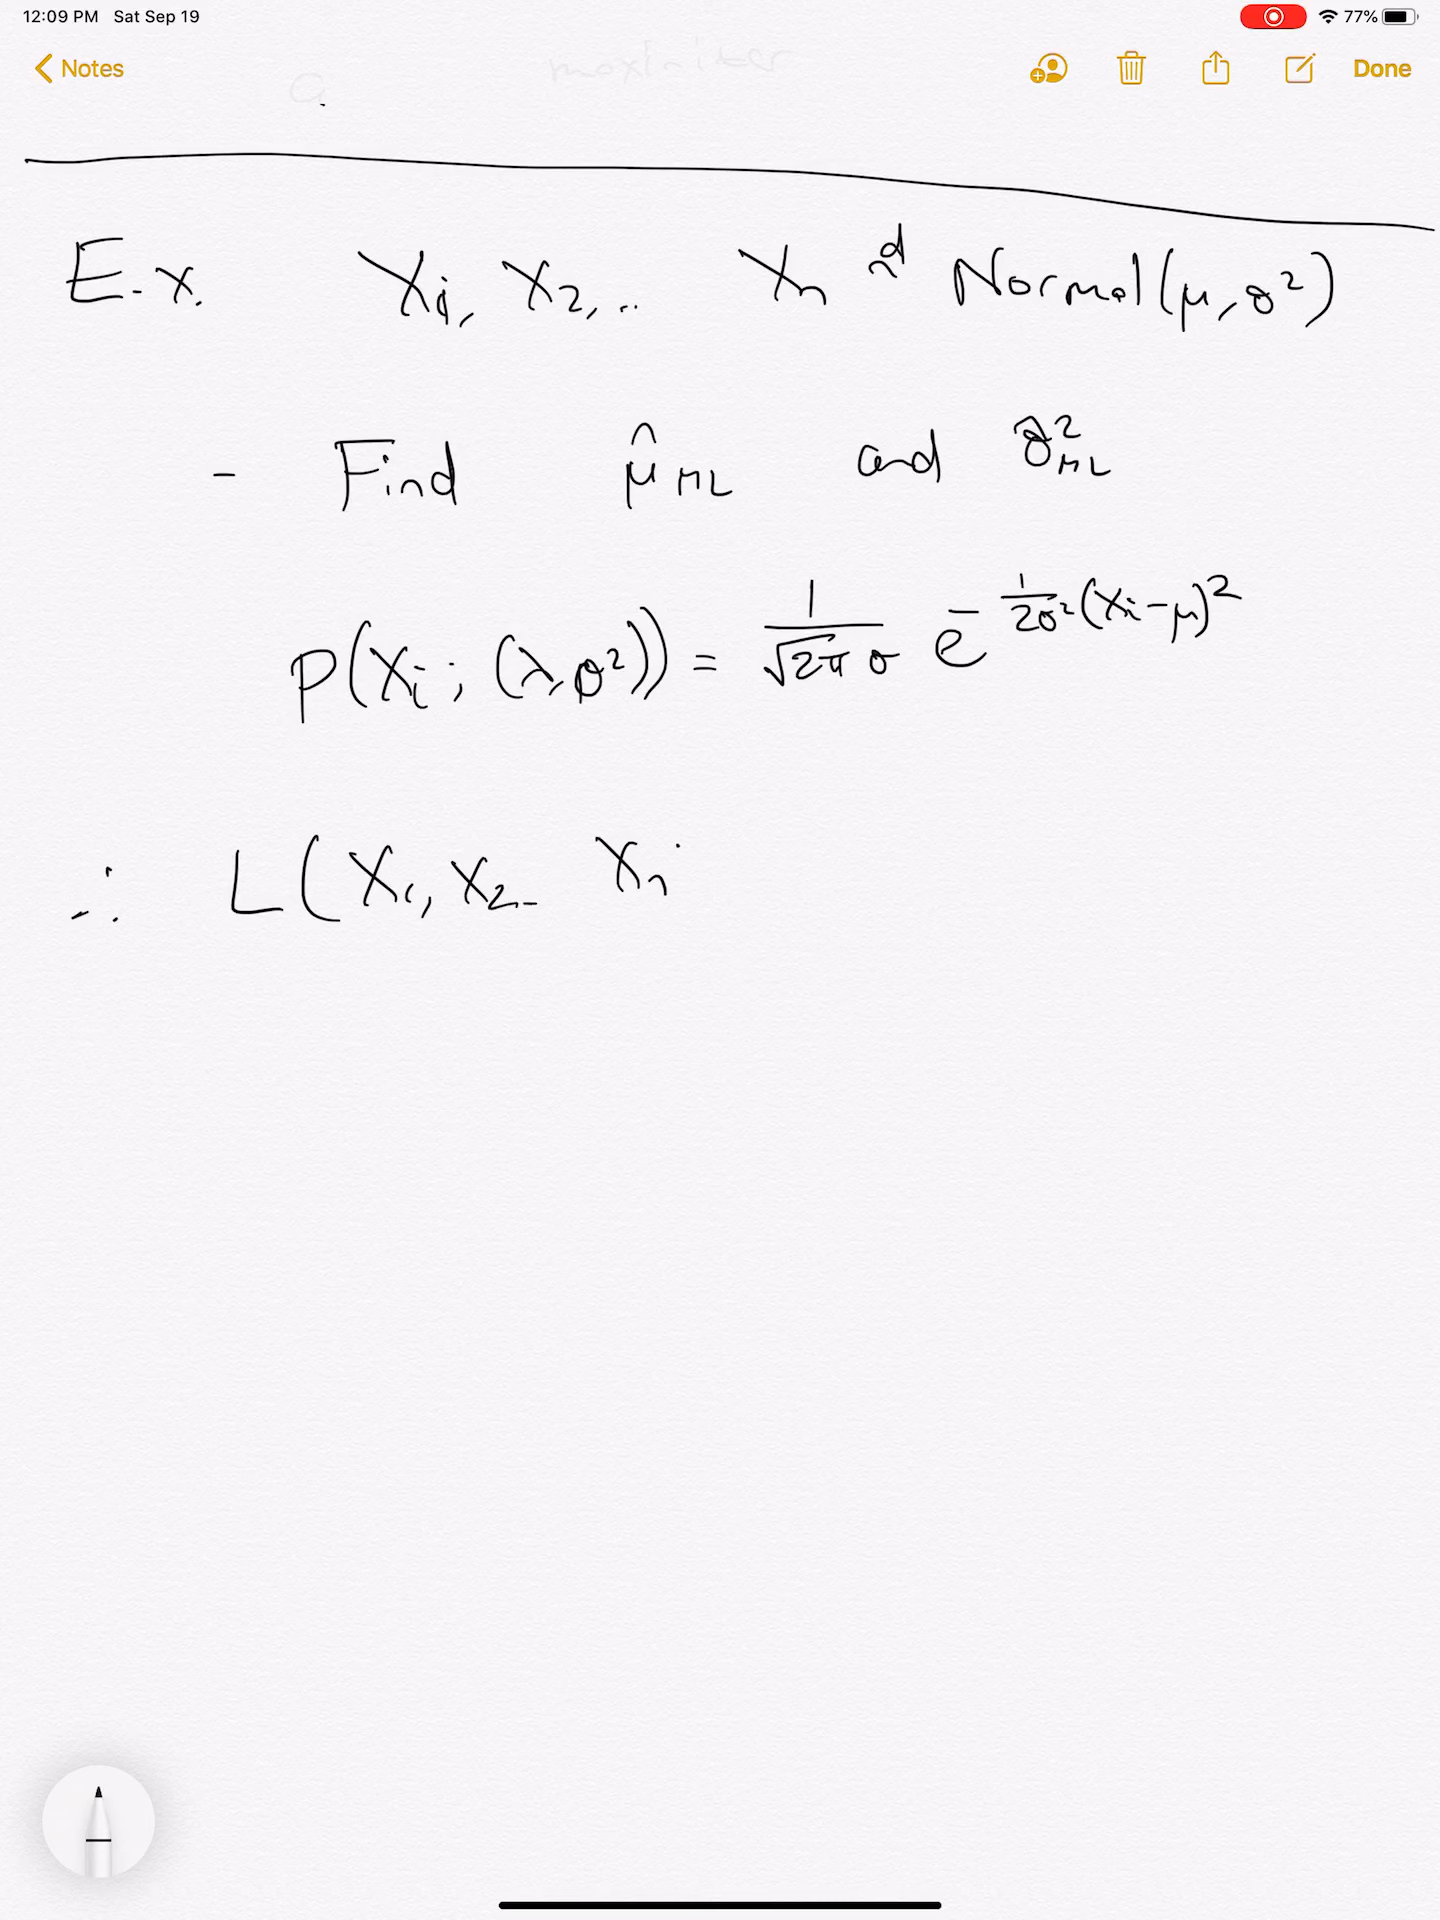 12:09 PM Sat Sep 19 77%
Notes Done
E.x. X₁, X₂, .. Xₙ Normal(μ, σ²)
- Find μ̂ ML and σ̂²ML
p(Xᵢ ; (λ, σ²)) = 1/(√2π σ) e^(-1/(2σ²) (Xᵢ-μ)²)
∴ L(X₁, X₂.. Xₙ